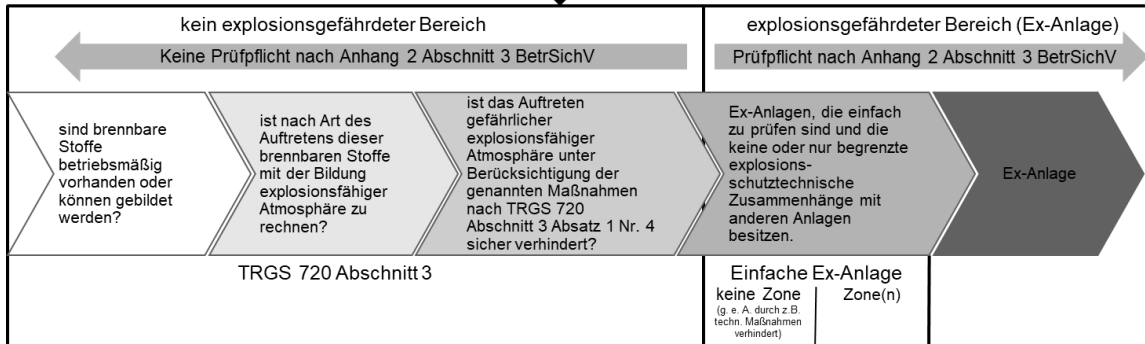 kein explosionsgefährdeter Bereich
explosionsgefährdeter Bereich (Ex-Anlage)
Keine Prüfpflicht nach Anhang 2 Abschnitt 3 BetrSichV
Prüfpflicht nach Anhang 2 Abschnitt 3 BetrSichV
sind brennbare
Stoffe
betriebsmäßig
vorhanden oder
können gebildet
werden?
ist nach Art des
Auftretens dieser
brennbaren Stoffe
mit der Bildung
explosionsfähiger
Atmosphäre zu
rechnen?
ist das Auftreten
gefährlicher
explosionsfähiger
Atmosphäre unter
Berücksichtigung der
genannten Maßnahmen
nach TRGS 720
Abschnitt 3 Absatz 1 Nr. 4
sicher verhindert?
Ex-Anlagen, die einfach
zu prüfen sind und die
keine oder nur begrenzte
explosions-
schutztechnische
Zusammenhänge mit
anderen Anlagen
besitzen.
Ex-Anlage
TRGS 720 Abschnitt 3
Einfache Ex-Anlage
keine Zone
(g. e. A. durch z.B.
techn. Maßnahmen
verhindert)
Zone(n)